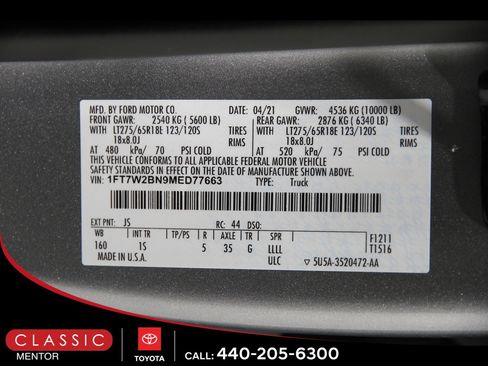 MFD. BY FORD MOTOR CO.
DATE: 04/21 GVWR: 4536 KG (10000 LB)
FRONT GAWR: 2540 KG ( 5600 LB) REAR GAWR: 2876 KG ( 6340 LB)
WITH LT275/65R18E 123/120S TIRES WITH LT275/65R18E 123/120S TIRES
18x8.0J RIMS 18x8.0J RIMS
AT 480 kPa/ 70 PSI COLD AT 520 kPa/ 75 PSI COLD
THIS VEHICLE CONFORMS TO ALL APPLICABLE FEDERAL MOTOR VEHICLE
SAFETY STANDARDS IN EFFECT ON THE DATE OF MANUFACTURE SHOWN ABOVE.
VIN: 1FT7W2BN9MED77663 TYPE: Truck
EXT PNT: JS RC: 44 DSO:
WB INT TR TP/PS R AXLE TR SPR F1211
160 1S 5 35 G LLLL T1516
MADE IN U.S.A. ULC ▽ 5U5A-3520472-AA
CLASSIC
MENTOR
TOYOTA
CALL: 440-205-6300